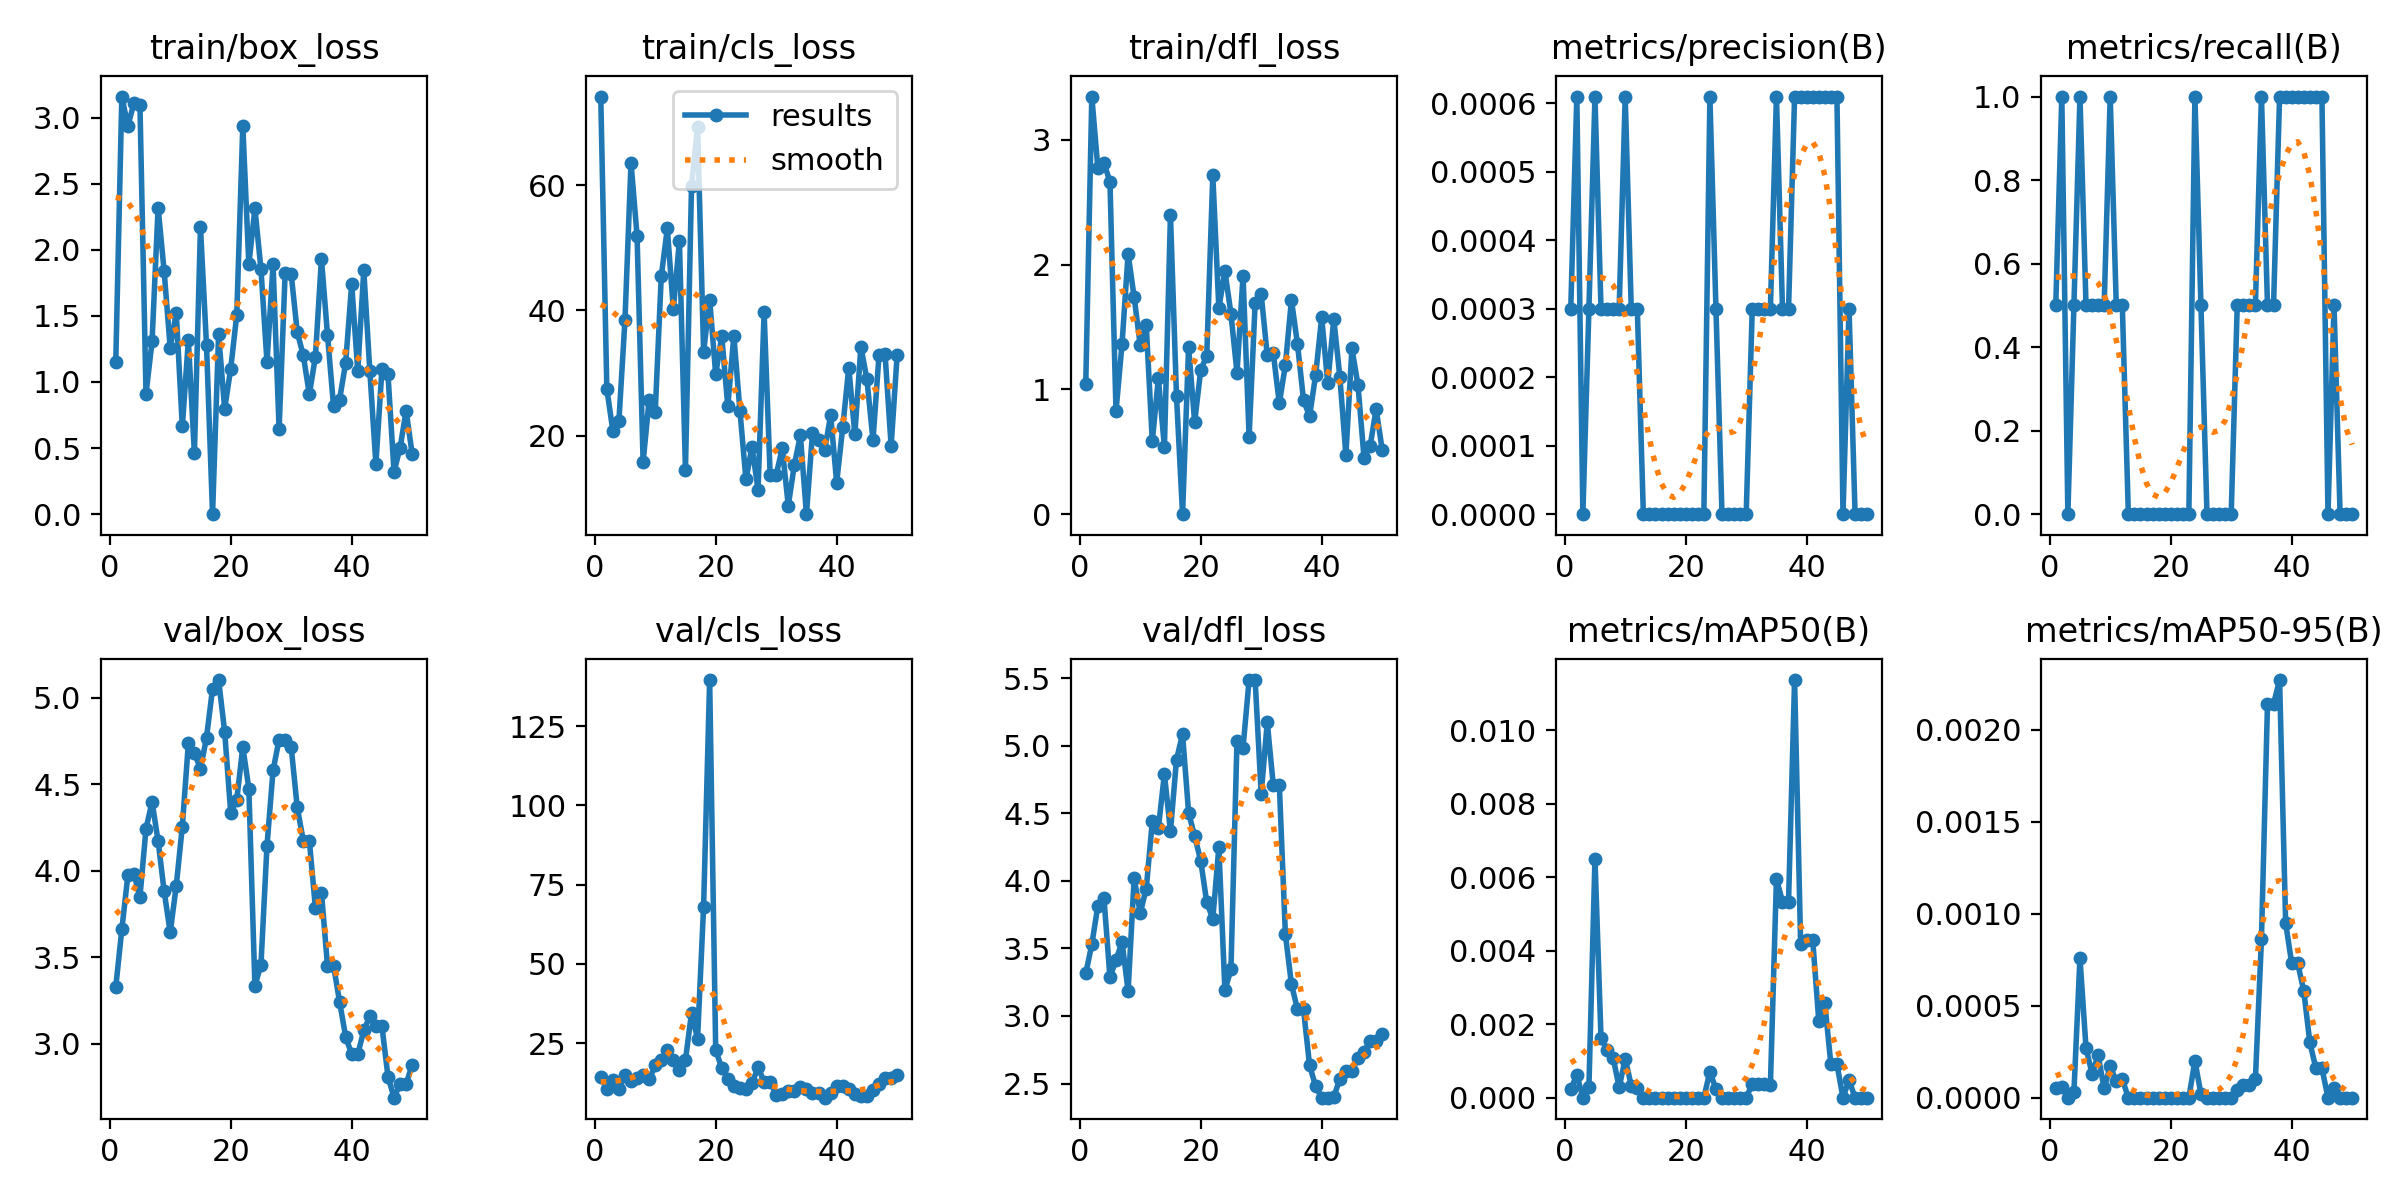 train/box_loss
3.0
2.5
2.0
1.5
1.0
0.5
0.0
0 20 40
train/cls_loss
results
smooth
60
40
20
0 20 40
train/dfl_loss
3
2
1
0
0 20 40
metrics/precision(B)
0.0006
0.0005
0.0004
0.0003
0.0002
0.0001
0.0000
0 20 40
metrics/recall(B)
1.0
0.8
0.6
0.4
0.2
0.0
0 20 40
val/box_loss
5.0
4.5
4.0
3.5
3.0
0 20 40
val/cls_loss
125
100
75
50
25
0 20 40
val/dfl_loss
5.5
5.0
4.5
4.0
3.5
3.0
2.5
0 20 40
metrics/mAP50(B)
0.010
0.008
0.006
0.004
0.002
0.000
0 20 40
metrics/mAP50-95(B)
0.0020
0.0015
0.0010
0.0005
0.0000
0 20 40